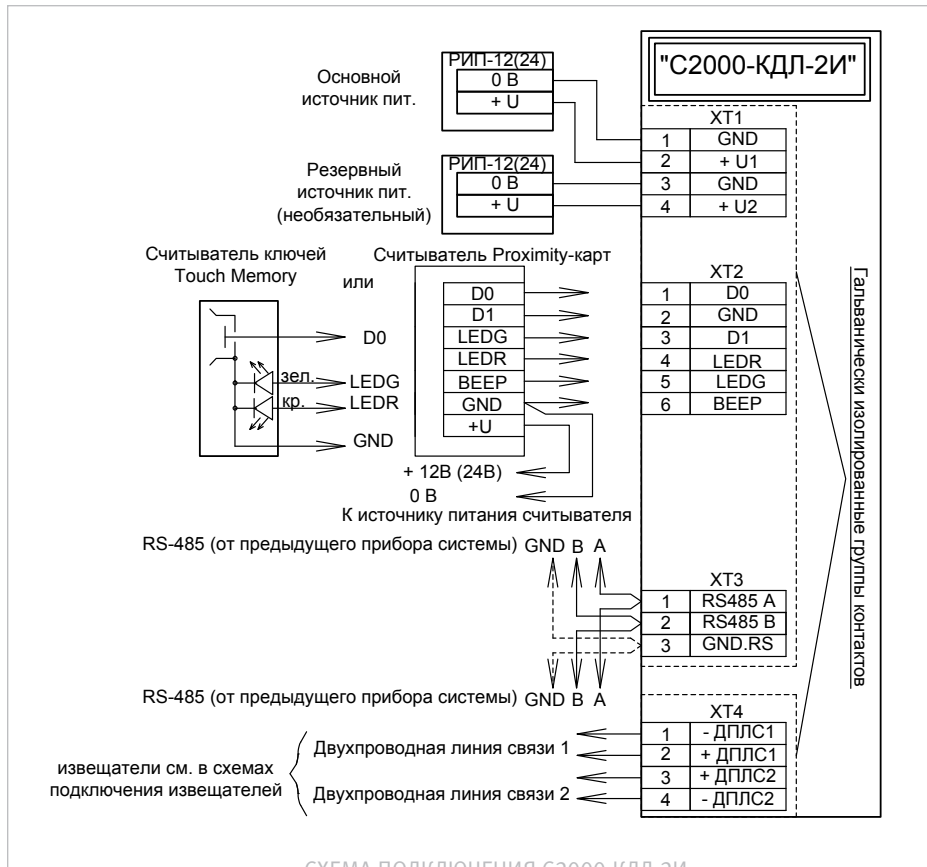 "С2000-КДЛ-2И"
Основной
источник пит.
РИП-12(24)
0 В
+ U
Резервный
источник пит.
(необязательный)
РИП-12(24)
0 В
+ U
XT1
1 GND
2 + U1
3 GND
4 + U2
Считыватель ключей
Touch Memory
или
Считыватель Proximity-карт
D0
зел.
LEDG
кр.
LEDR
GND
D0
D1
LEDG
LEDR
BEEP
GND
+U
+ 12В (24В)
0 В
К источнику питания считывателя
XT2
1 D0
2 GND
3 D1
4 LEDR
5 LEDG
6 BEEP
Гальванически изолированные группы контактов
RS-485 (от предыдущего прибора системы) GND B A
XT3
1 RS485 A
2 RS485 B
3 GND.RS
RS-485 (от предыдущего прибора системы) GND B A
XT4
1 - ДПЛС1
2 + ДПЛС1
3 + ДПЛС2
4 - ДПЛС2
Двухпроводная линия связи 1
извещатели см. в схемах
подключения извещателей
Двухпроводная линия связи 2
СХЕМА ПОДКЛЮЧЕНИЯ С2000-КДЛ-2И